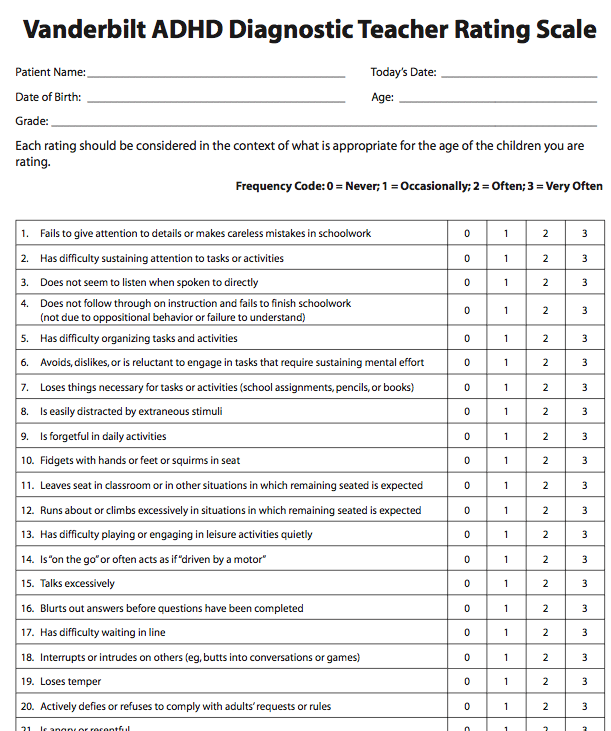 Vanderbilt ADHD Diagnostic Teacher Rating Scale
Patient Name: Today's Date:
Date of Birth: Age:
Grade:
Each rating should be considered in the context of what is appropriate for the age of the children you are
rating.
Frequency Code: 0 = Never; 1 = Occasionally; 2 = Often; 3 = Very Often
1. Fails to give attention to details or makes careless mistakes in schoolwork 0 1 2 3
2. Has difficulty sustaining attention to tasks or activities 0 1 2 3
3. Does not seem to listen when spoken to directly 0 1 2 3
4. Does not follow through on instruction and fails to finish schoolwork
(not due to oppositional behavior or failure to understand) 0 1 2 3
5. Has difficulty organizing tasks and activities 0 1 2 3
6. Avoids, dislikes, or is reluctant to engage in tasks that require sustaining mental effort 0 1 2 3
7. Loses things necessary for tasks or activities (school assignments, pencils, or books) 0 1 2 3
8. Is easily distracted by extraneous stimuli 0 1 2 3
9. Is forgetful in daily activities 0 1 2 3
10. Fidgets with hands or feet or squirms in seat 0 1 2 3
11. Leaves seat in classroom or in other situations in which remaining seated is expected 0 1 2 3
12. Runs about or climbs excessively in situations in which remaining seated is expected 0 1 2 3
13. Has difficulty playing or engaging in leisure activities quietly 0 1 2 3
14. Is "on the go" or often acts as if "driven by a motor" 0 1 2 3
15. Talks excessively 0 1 2 3
16. Blurts out answers before questions have been completed 0 1 2 3
17. Has difficulty waiting in line 0 1 2 3
18. Interrupts or intrudes on others (eg, butts into conversations or games) 0 1 2 3
19. Loses temper 0 1 2 3
20. Actively defies or refuses to comply with adults' requests or rules 0 1 2 3
21. Is angry or resentful 0 1 2 3